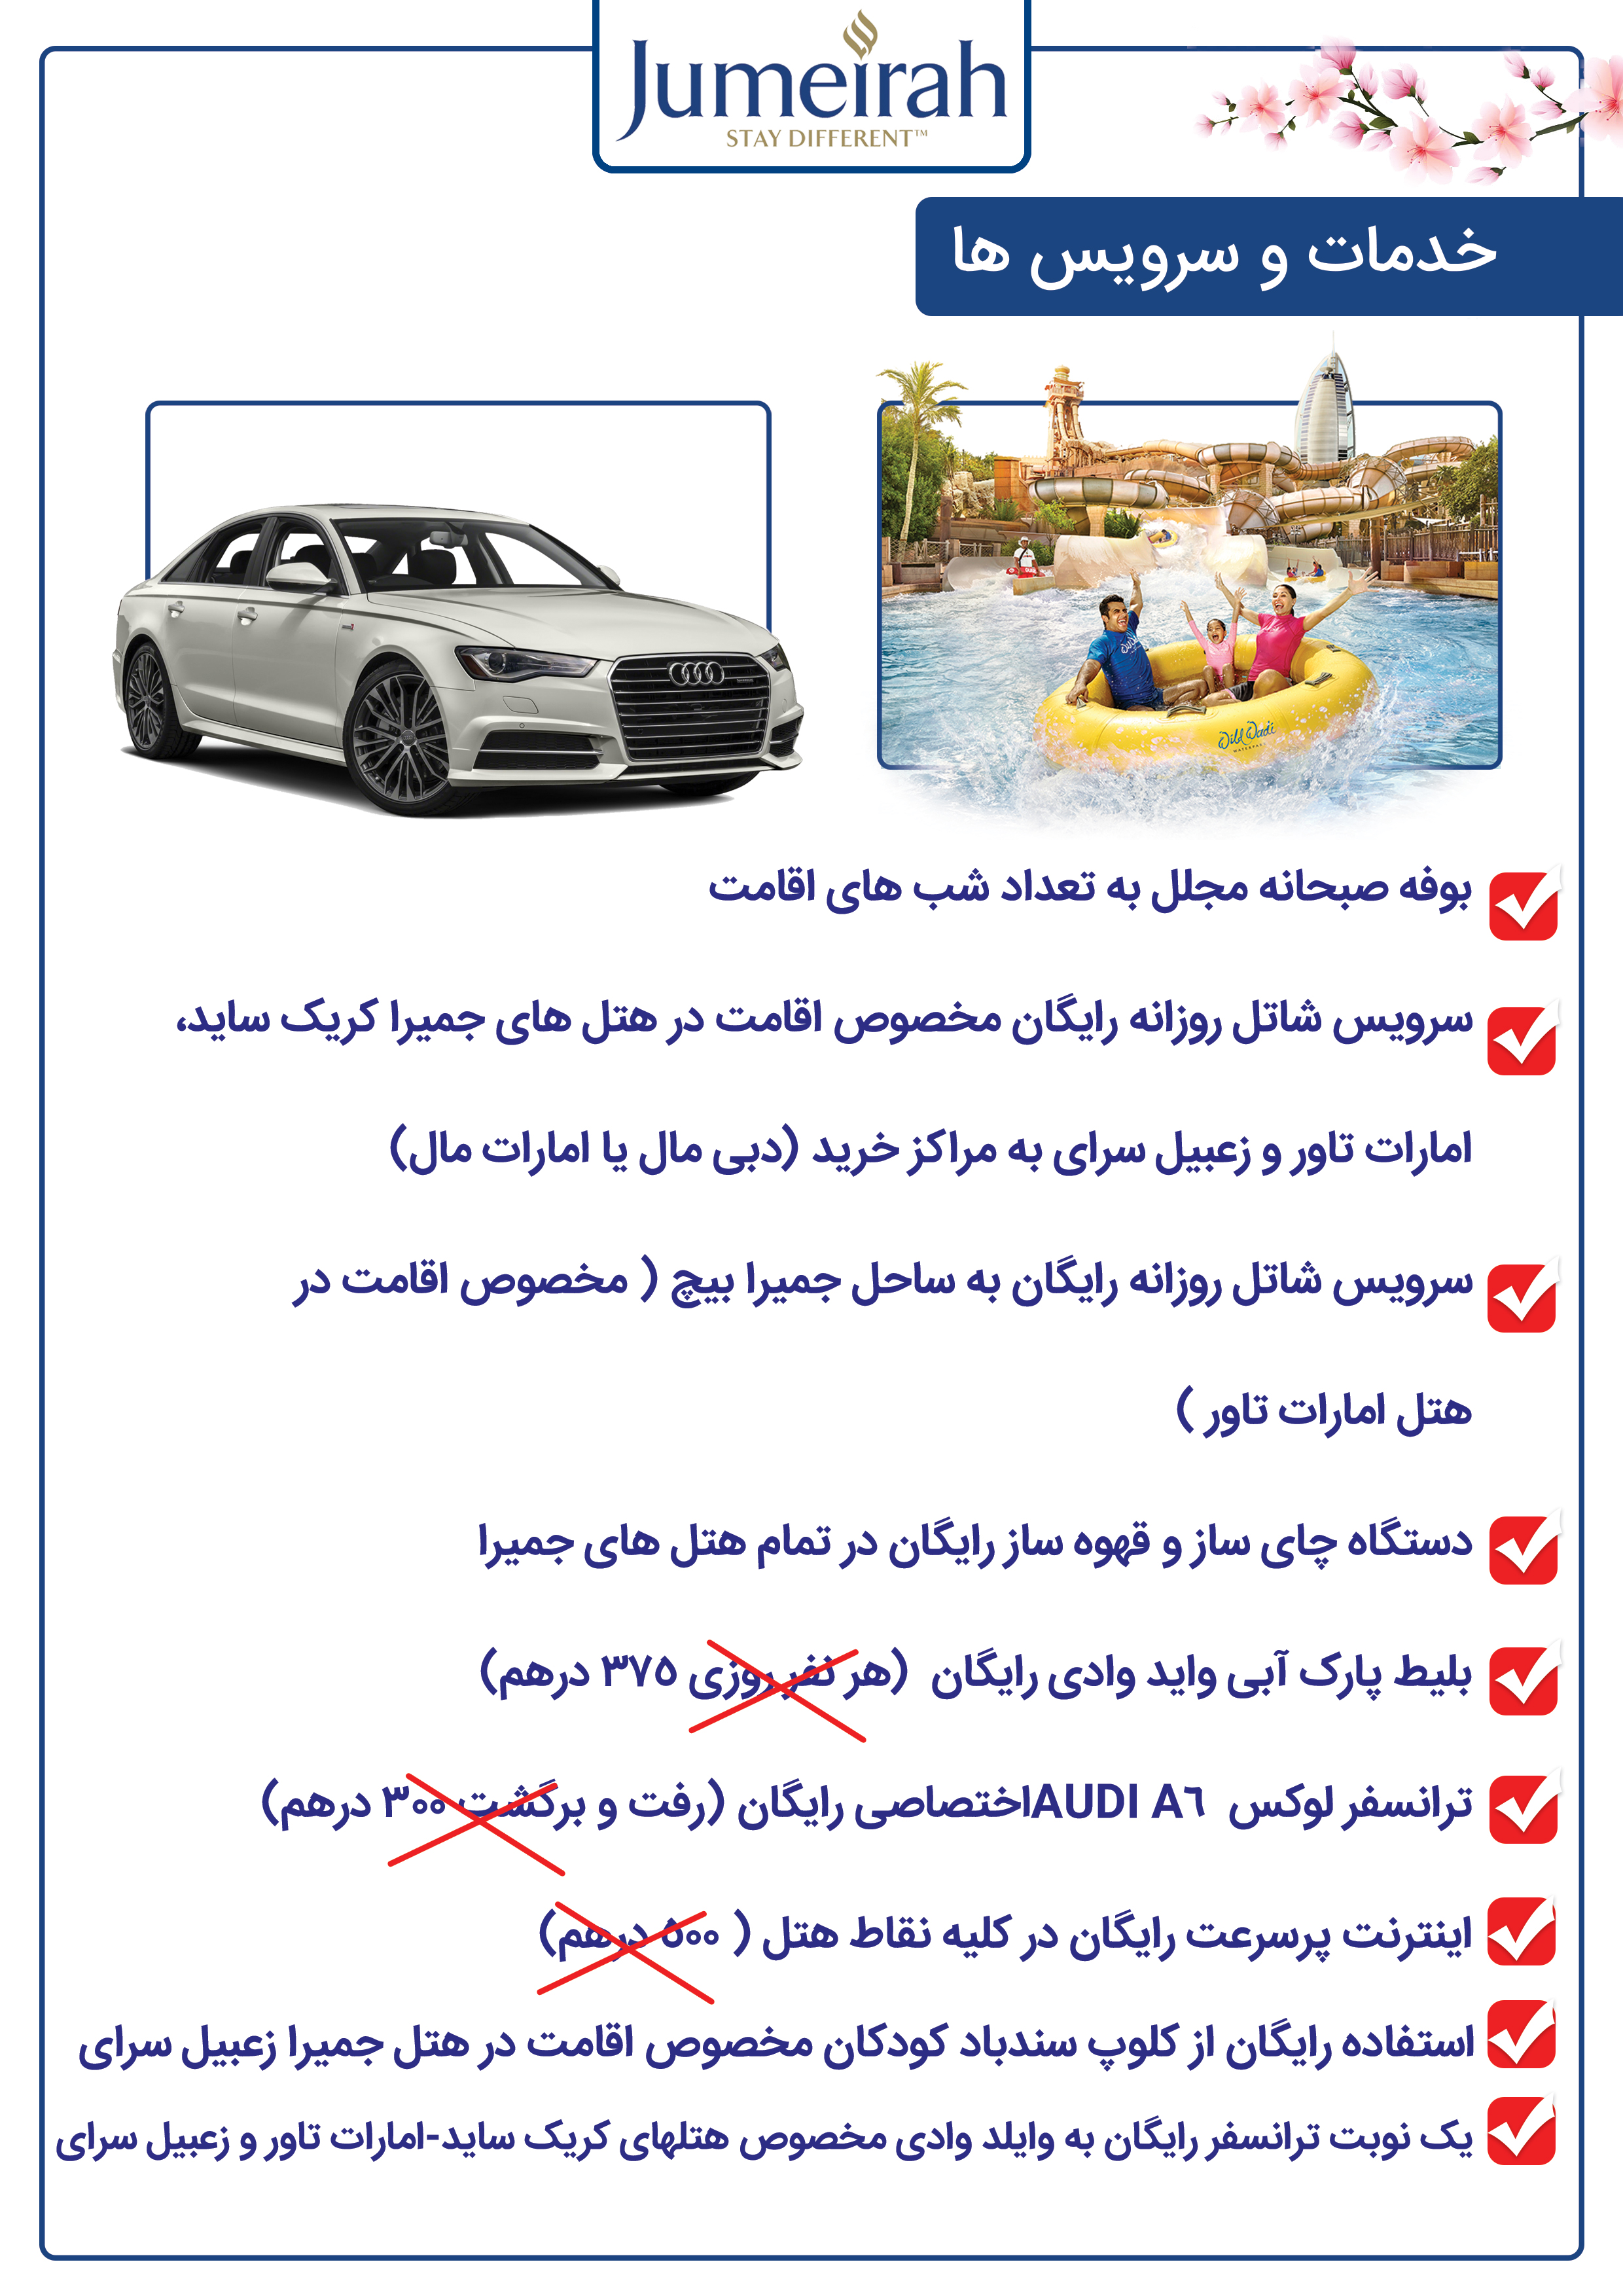 Jumeirah
STAY DIFFERENT™
خدمات و سرویس ها
Wild Wadi
WATERPARK
بوفه صبحانه مجلل به تعداد شب های اقامت
سرویس شاتل روزانه رایگان مخصوص اقامت در هتل های جمیرا کریک ساید،
امارات تاور و زعبیل سرای به مراکز خرید (دبی مال یا امارات مال)
سرویس شاتل روزانه رایگان به ساحل جمیرا بیچ ( مخصوص اقامت در
هتل امارات تاور )
دستگاه چای ساز و قهوه ساز رایگان در تمام هتل های جمیرا
بلیط پارک آبی واید وادی رایگان (هر نفر روزی ۳۷۵ درهم)
ترانسفر لوکس AUDI A٦اختصاصی رایگان (رفت و برگشت ۳۰۰ درهم)
اینترنت پرسرعت رایگان در کلیه نقاط هتل ( ۵۰۰ درهم)
استفاده رایگان از کلوپ سندباد کودکان مخصوص اقامت در هتل جمیرا زعبیل سرای
یک نوبت ترانسفر رایگان به وایلد وادی مخصوص هتلهای کریک ساید-امارات تاور و زعبیل سرای